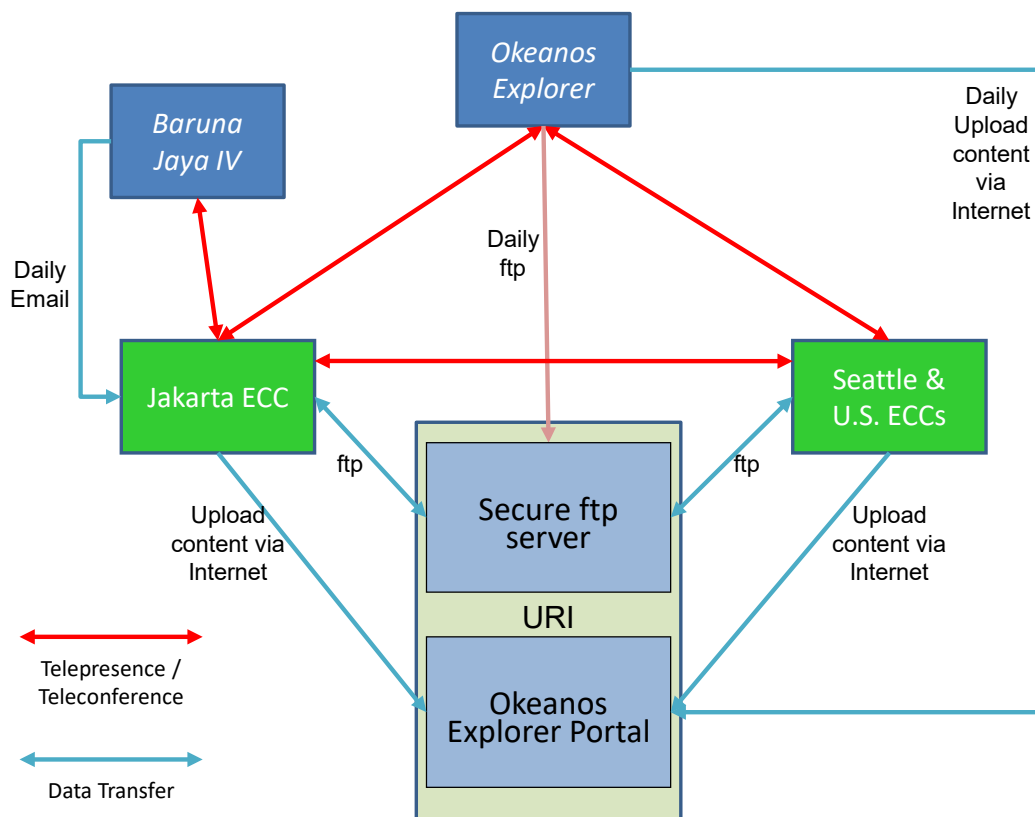 Okeanos
Explorer
Baruna
Jaya IV
Daily
Upload
content
via
Internet
Daily
ftp
Daily
Email
Jakarta ECC
Seattle &
U.S. ECCs
ftp
ftp
Secure ftp
server
Upload
content via
Internet
Upload
content via
Internet
URI
Telepresence /
Teleconference
Okeanos
Explorer Portal
Data Transfer